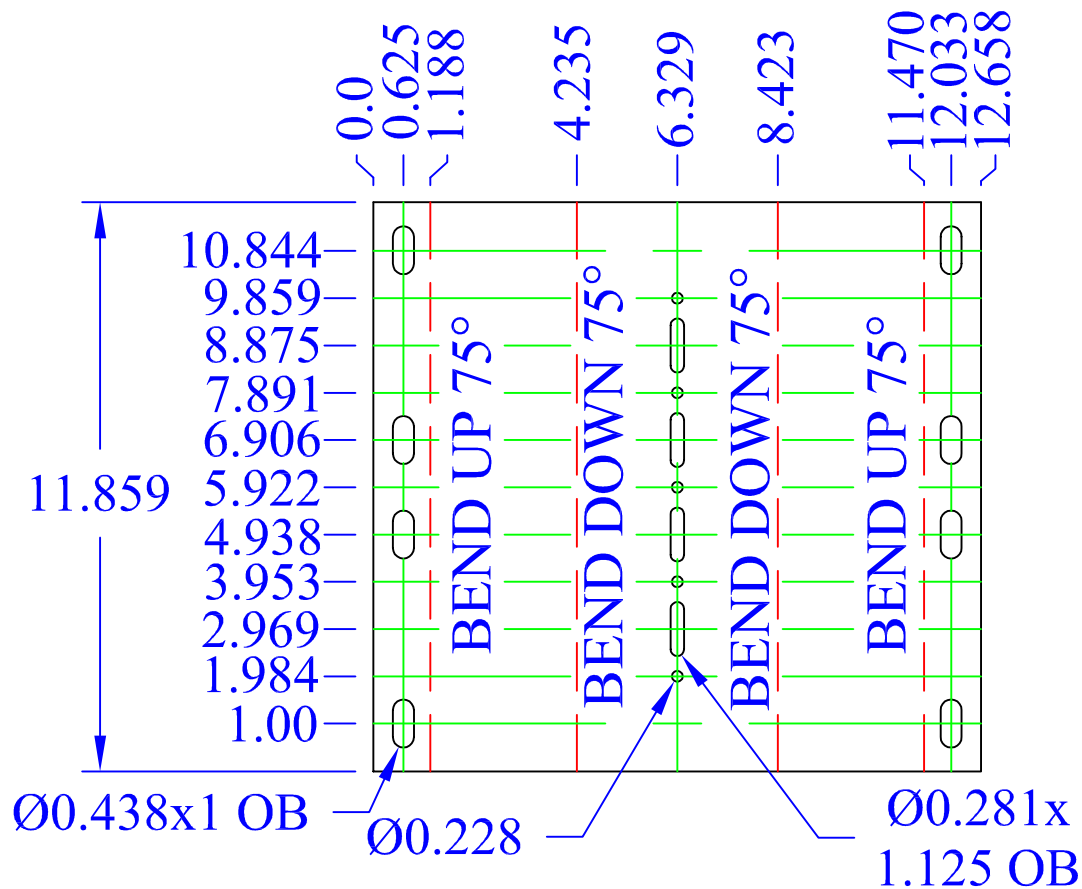 0.0
0.625
1.188
4.235
6.329
8.423
11.470
12.033
12.658
10.844
9.859
8.875
7.891
6.906
5.922
4.938
3.953
2.969
1.984
1.00
11.859
BEND UP 75°
BEND DOWN 75°
BEND DOWN 75°
BEND UP 75°
Ø0.438x1 OB
Ø0.228
Ø0.281x
1.125 OB